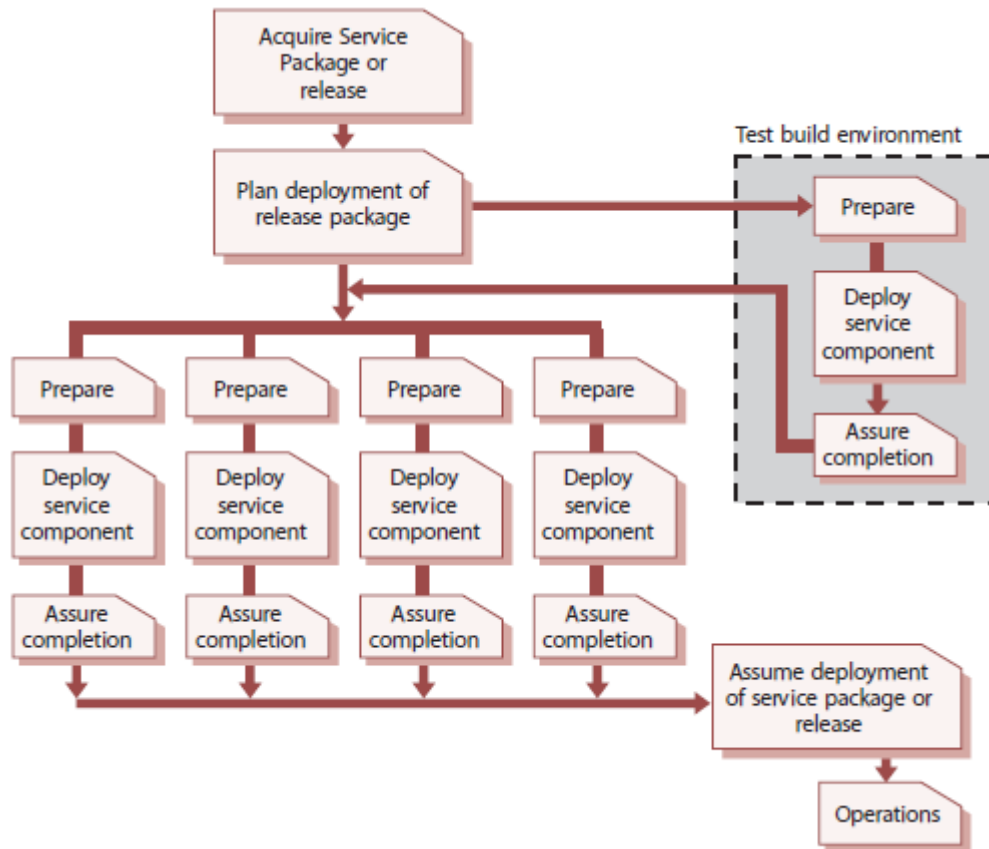 Acquire Service
Package or
release
Test build environment
Plan deployment of
release package
Prepare
Deploy
service
component
Assure
completion
Prepare
Prepare
Prepare
Prepare
Deploy
service
component
Deploy
service
component
Deploy
service
component
Deploy
service
component
Assure
completion
Assure
completion
Assure
completion
Assure
completion
Assume deployment
of service package or
release
Operations